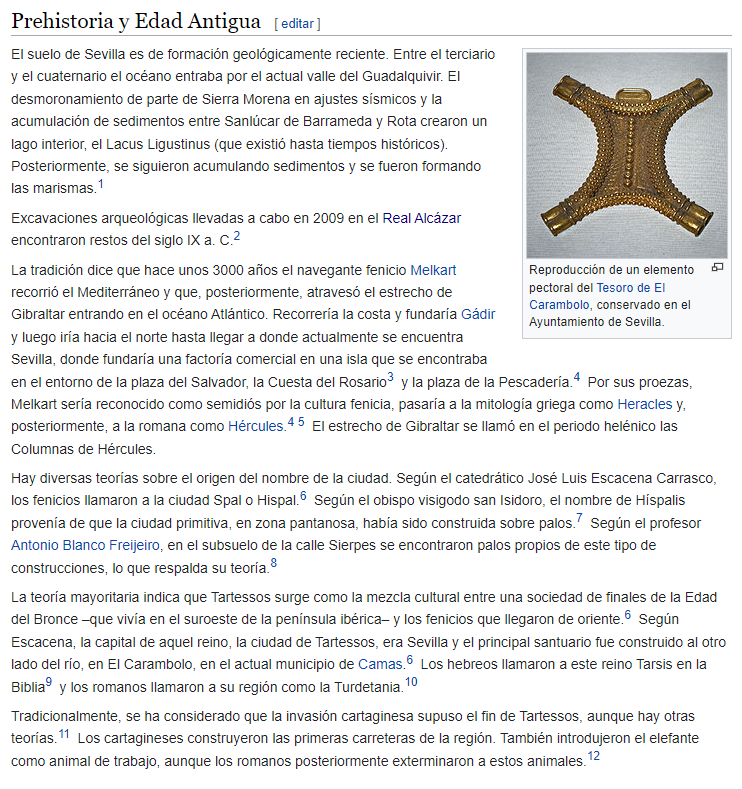 Prehistoria y Edad Antigua [ editar ]
El suelo de Sevilla es de formación geológicamente reciente. Entre el terciario
y el cuaternario el océano entraba por el actual valle del Guadalquivir. El
desmoronamiento de parte de Sierra Morena en ajustes sísmicos y la
acumulación de sedimentos entre Sanlúcar de Barrameda y Rota crearon un
lago interior, el Lacus Ligustinus (que existió hasta tiempos históricos).
Posteriormente, se siguieron acumulando sedimentos y se fueron formando
las marismas.1
Excavaciones arqueológicas llevadas a cabo en 2009 en el Real Alcázar
encontraron restos del siglo IX a. C.2
Reproducción de un elemento
pectoral del Tesoro de El
Carambolo, conservado en el
Ayuntamiento de Sevilla.
La tradición dice que hace unos 3000 años el navegante fenicio Melkart
recorrió el Mediterráneo y que, posteriormente, atravesó el estrecho de
Gibraltar entrando en el océano Atlántico. Recorrería la costa y fundaría Gádir
y luego iría hacia el norte hasta llegar a donde actualmente se encuentra
Sevilla, donde fundaría una factoría comercial en una isla que se encontraba
en el entorno de la plaza del Salvador, la Cuesta del Rosario3 y la plaza de la Pescadería.4 Por sus proezas,
Melkart sería reconocido como semidiós por la cultura fenicia, pasaría a la mitología griega como Heracles y,
posteriormente, a la romana como Hércules.4 5 El estrecho de Gibraltar se llamó en el periodo helénico las
Columnas de Hércules.
Hay diversas teorías sobre el origen del nombre de la ciudad. Según el catedrático José Luis Escacena Carrasco,
los fenicios llamaron a la ciudad Spal o Hispal.6 Según el obispo visigodo san Isidoro, el nombre de Híspalis
provenía de que la ciudad primitiva, en zona pantanosa, había sido construida sobre palos.7 Según el profesor
Antonio Blanco Freijeiro, en el subsuelo de la calle Sierpes se encontraron palos propios de este tipo de
construcciones, lo que respalda su teoría.8
La teoría mayoritaria indica que Tartessos surge como la mezcla cultural entre una sociedad de finales de la Edad
del Bronce –que vivía en el suroeste de la península ibérica– y los fenicios que llegaron de oriente.6 Según
Escacena, la capital de aquel reino, la ciudad de Tartessos, era Sevilla y el principal santuario fue construido al otro
lado del río, en El Carambolo, en el actual municipio de Camas.6 Los hebreos llamaron a este reino Tarsis en la
Biblia9 y los romanos llamaron a su región como la Turdetania.10
Tradicionalmente, se ha considerado que la invasión cartaginesa supuso el fin de Tartessos, aunque hay otras
teorías.11 Los cartagineses construyeron las primeras carreteras de la región. También introdujeron el elefante
como animal de trabajo, aunque los romanos posteriormente exterminaron a estos animales.12